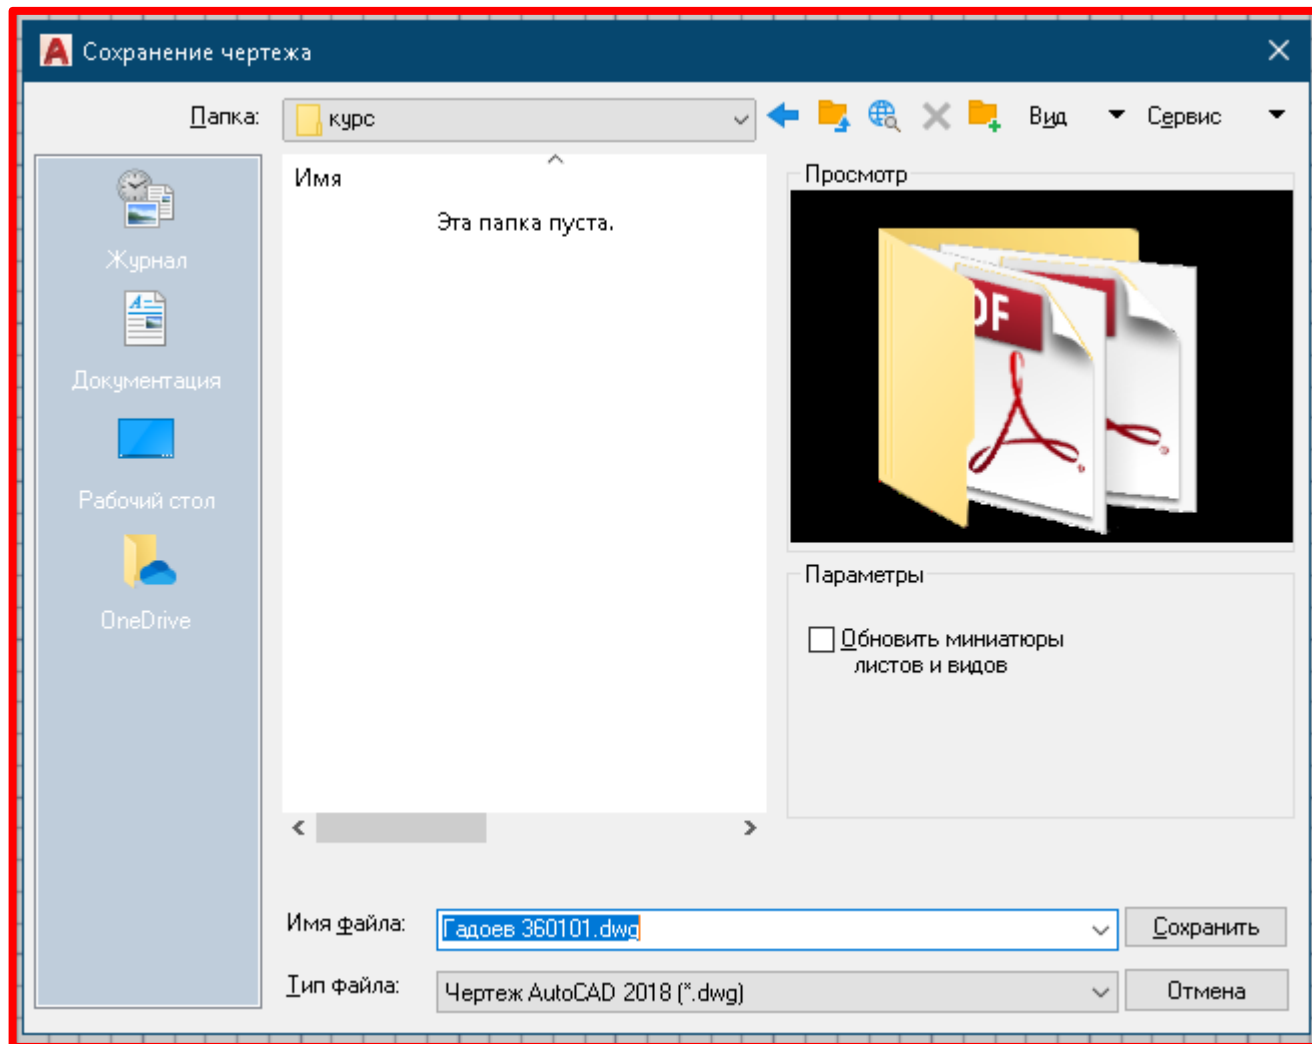 Сохранение чертежа
Папка:
курс
Вид
Сервис
Журнал
Документация
Рабочий стол
OneDrive
Имя
Эта папка пуста.
Просмотр
PDF
Параметры
Обновить миниатюры
листов и видов
Имя файла:
Гадоев 360101.dwg
Сохранить
Тип файла:
Чертеж AutoCAD 2018 (*.dwg)
Отмена